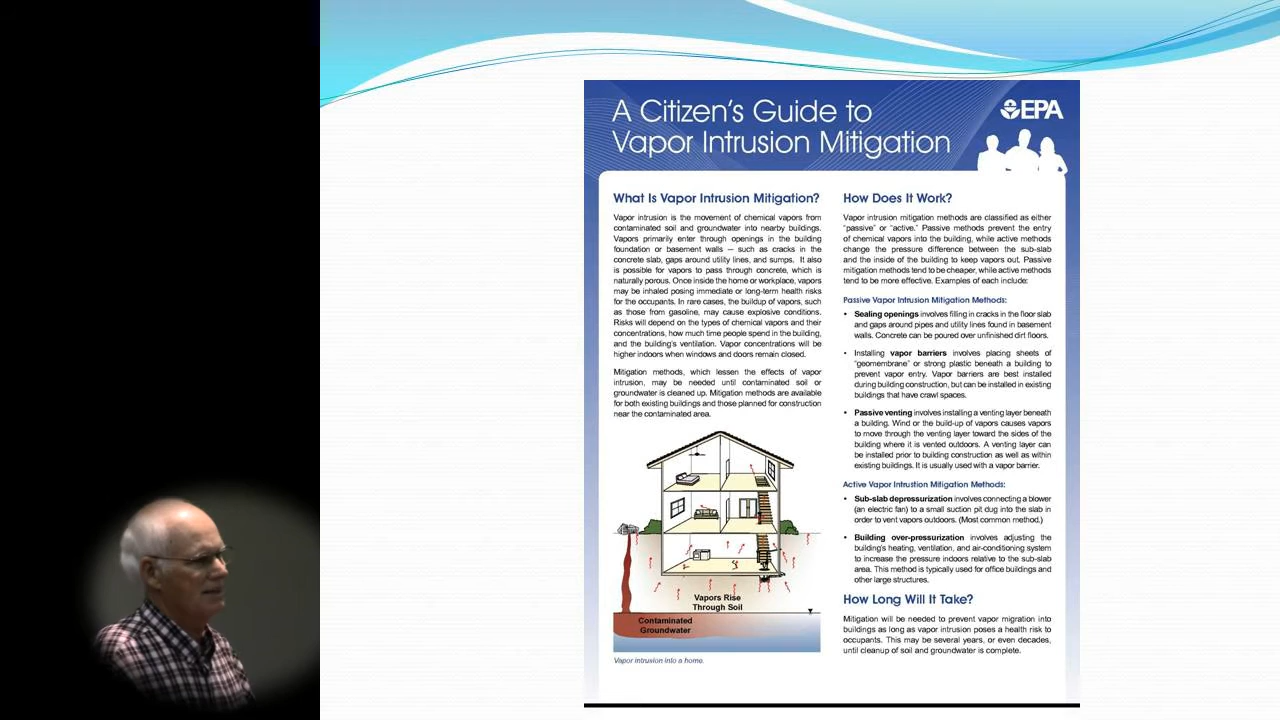 A Citizen's Guide to
Vapor Intrusion Mitigation
EPA
What Is Vapor Intrusion Mitigation?
Vapor intrusion is the movement of chemical vapors from
contaminated soil and groundwater into nearby buildings.
Vapors primarily enter through openings in the building
foundation or basement walls — such as cracks in the
concrete slab, gaps around utility lines, and sumps. It also
is possible for vapors to pass through concrete, which is
naturally porous. Once inside the home or workplace, vapors
may be inhaled posing immediate or long-term health risks
for the occupants. In rare cases, the buildup of vapors, such
as those from gasoline, may cause explosive conditions.
Risks will depend on the types of chemical vapors and their
concentrations, how much time people spend in the building,
and the building's ventilation. Vapor concentrations will be
higher indoors when windows and doors remain closed.
Mitigation methods, which lessen the effects of vapor
intrusion, may be needed until contaminated soil or
groundwater is cleaned up. Mitigation methods are available
for both existing buildings and those planned for construction
near the contaminated area.
Vapors Rise
Through Soil
Contaminated
Groundwater
Vapor intrusion into a home.
How Does It Work?
Vapor intrusion mitigation methods are classified as either
"passive" or "active." Passive methods prevent the entry
of chemical vapors into the building, while active methods
change the pressure difference between the sub-slab
and the inside of the building to keep vapors out. Passive
mitigation methods tend to be cheaper, while active methods
tend to be more effective. Examples of each include:
Passive Vapor Intrusion Mitigation Methods:
• Sealing openings involves filling in cracks in the floor slab
and gaps around pipes and utility lines found in basement
walls. Concrete can be poured over unfinished dirt floors.
• Installing vapor barriers involves placing sheets of
"geomembrane" or strong plastic beneath a building to
prevent vapor entry. Vapor barriers are best installed
during building construction, but can be installed in existing
buildings that have crawl spaces.
• Passive venting involves installing a venting layer beneath
a building. Wind or the build-up of vapors causes vapors
to move through the venting layer toward the sides of the
building where it is vented outdoors. A venting layer can
be installed prior to building construction as well as within
existing buildings. It is usually used with a vapor barrier.
Active Vapor Intrustion Mitigation Methods:
• Sub-slab depressurization involves connecting a blower
(an electric fan) to a small suction pit dug into the slab in
order to vent vapors outdoors. (Most common method.)
• Building over-pressurization involves adjusting the
building's heating, ventilation, and air-conditioning system
to increase the pressure indoors relative to the sub-slab
area. This method is typically used for office buildings and
other large structures.
How Long Will It Take?
Mitigation will be needed to prevent vapor migration into
buildings as long as vapor intrusion poses a health risk to
occupants. This may be several years, or even decades,
until cleanup of soil and groundwater is complete.